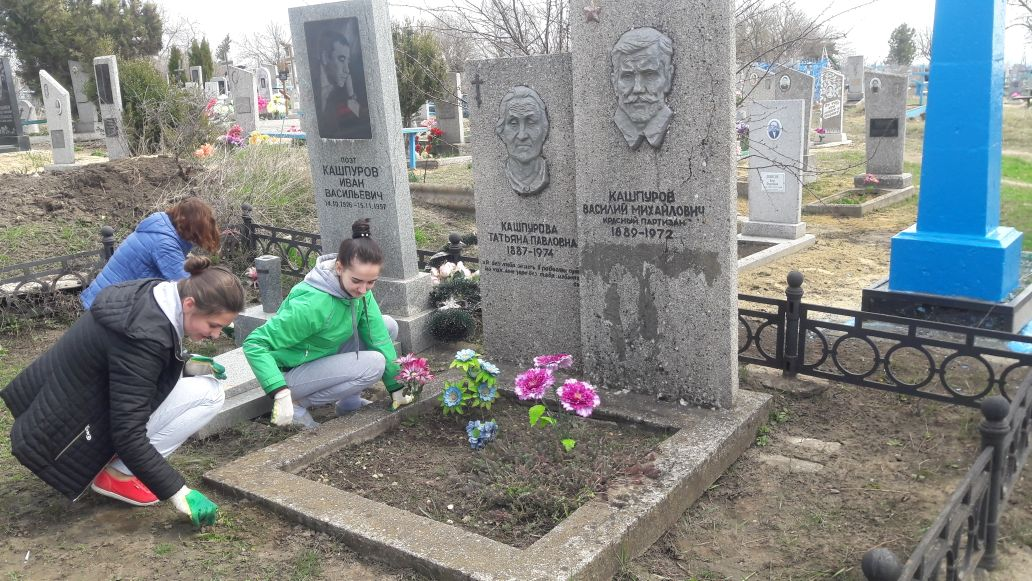 ПОЭТ
КАШПУРОВ
ИВАН
ВАСИЛЬЕВИЧ
КАШПУРОВА
ТАТЬЯНА ПАВЛОВНА
1887-1974
КАШПУРОВ
ВАСИЛИЙ МИХАЙЛОВИЧ
КРАСНЫЙ ПАРТИЗАН
1889-1972